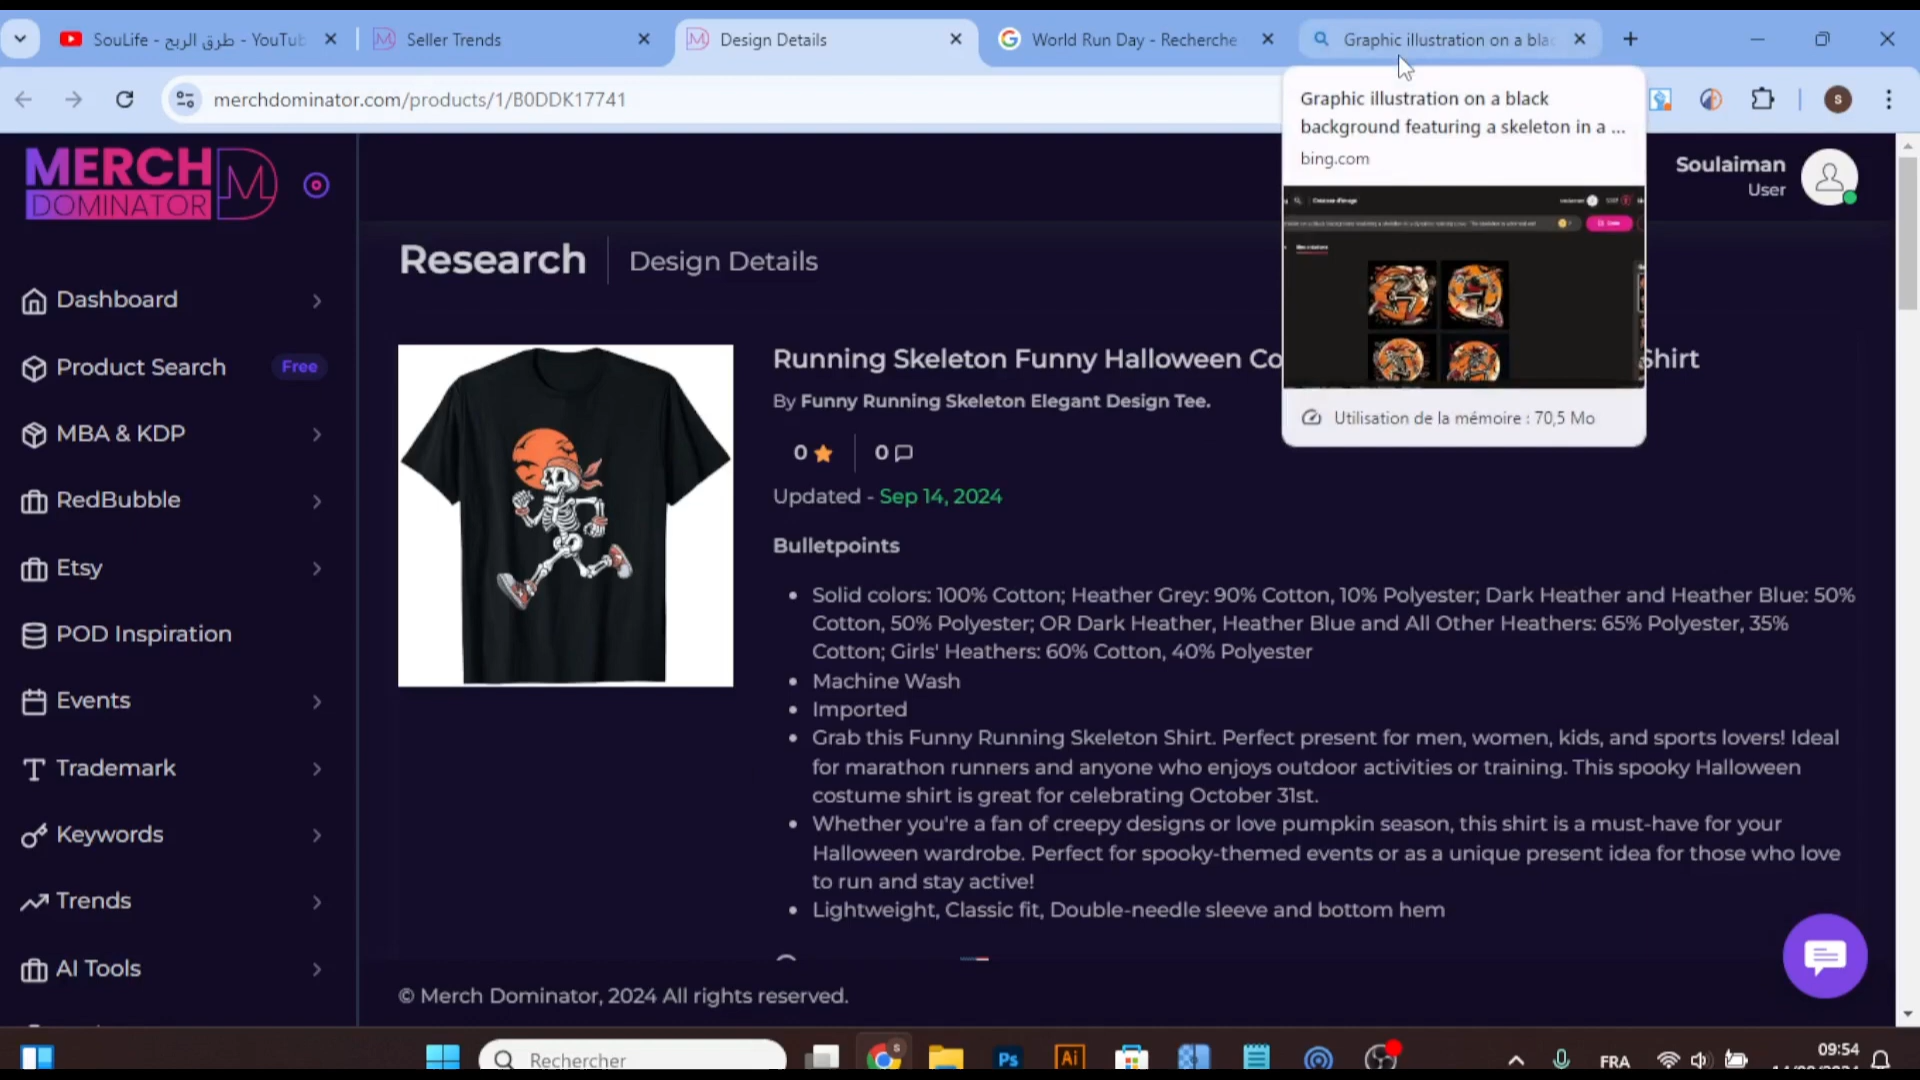 SouLife - طرق الربح - YouTub
Seller Trends
Design Details
World Run Day - Recherche
Graphic illustration on a blac
merchdominator.com/products/1/B0DDK17741
s
Graphic illustration on a black
background featuring a skeleton in a ...
bing.com
Utilisation de la mémoire : 70,5 Mo
MERCH
DOMINATOR
Soulaiman
User
Dashboard
Product Search
Free
MBA & KDP
RedBubble
Etsy
POD Inspiration
Events
Trademark
Keywords
Trends
AI Tools
Research
Design Details
Running Skeleton Funny Halloween Co
Shirt
By Funny Running Skeleton Elegant Design Tee.
0
0
Updated - Sep 14, 2024
Bulletpoints
Solid colors: 100% Cotton; Heather Grey: 90% Cotton, 10% Polyester; Dark Heather and Heather Blue: 50%
Cotton, 50% Polyester; OR Dark Heather, Heather Blue and All Other Heathers: 65% Polyester, 35%
Cotton; Girls' Heathers: 60% Cotton, 40% Polyester
Machine Wash
Imported
Grab this Funny Running Skeleton Shirt. Perfect present for men, women, kids, and sports lovers! Ideal
for marathon runners and anyone who enjoys outdoor activities or training. This spooky Halloween
costume shirt is great for celebrating October 31st.
Whether you're a fan of creepy designs or love pumpkin season, this shirt is a must-have for your
Halloween wardrobe. Perfect for spooky-themed events or as a unique present idea for those who love
to run and stay active!
Lightweight, Classic fit, Double-needle sleeve and bottom hem
© Merch Dominator, 2024 All rights reserved.
Rechercher
Ps
Ai
FRA
09:54